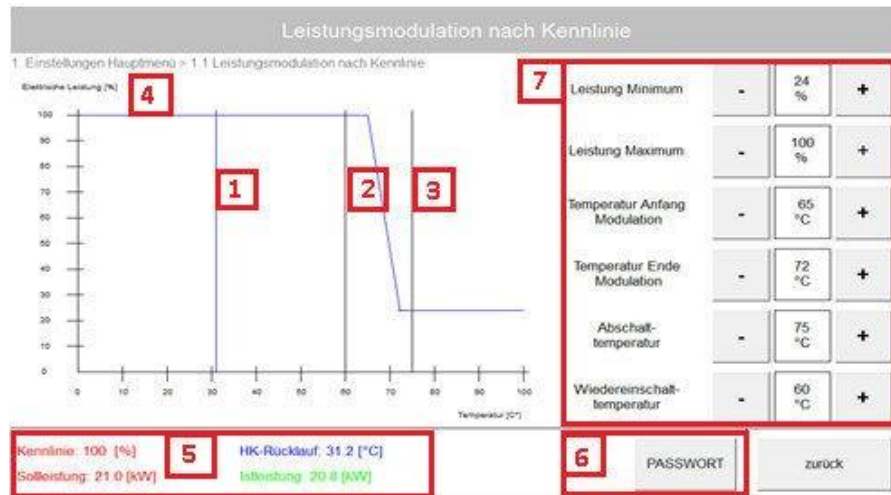 Leistungsmodulation nach Kennlinie
1. Einstellungen Hauptmenü > 1.1 Leistungsmodulation nach Kennlinie
Elektrische Leistung [%]
4
100
90
80
70
60
50
40
30
20
10
0
1
2
3
0 10 20 30 40 50 60 70 80 90 100
Temperatur [C°]
7
Leistung Minimum - 24 % +
Leistung Maximum - 100 % +
Temperatur Anfang Modulation - 65 °C +
Temperatur Ende Modulation - 72 °C +
Abschalt-
temperatur - 75 °C +
Wiedereinschalt-
temperatur - 60 °C +
Kennlinie: 100 [%] 5 HK-Rücklauf: 31.2 [°C]
Sollleistung: 21.0 [kW] Istleistung: 20.8 [kW]
6 PASSWORT zurück